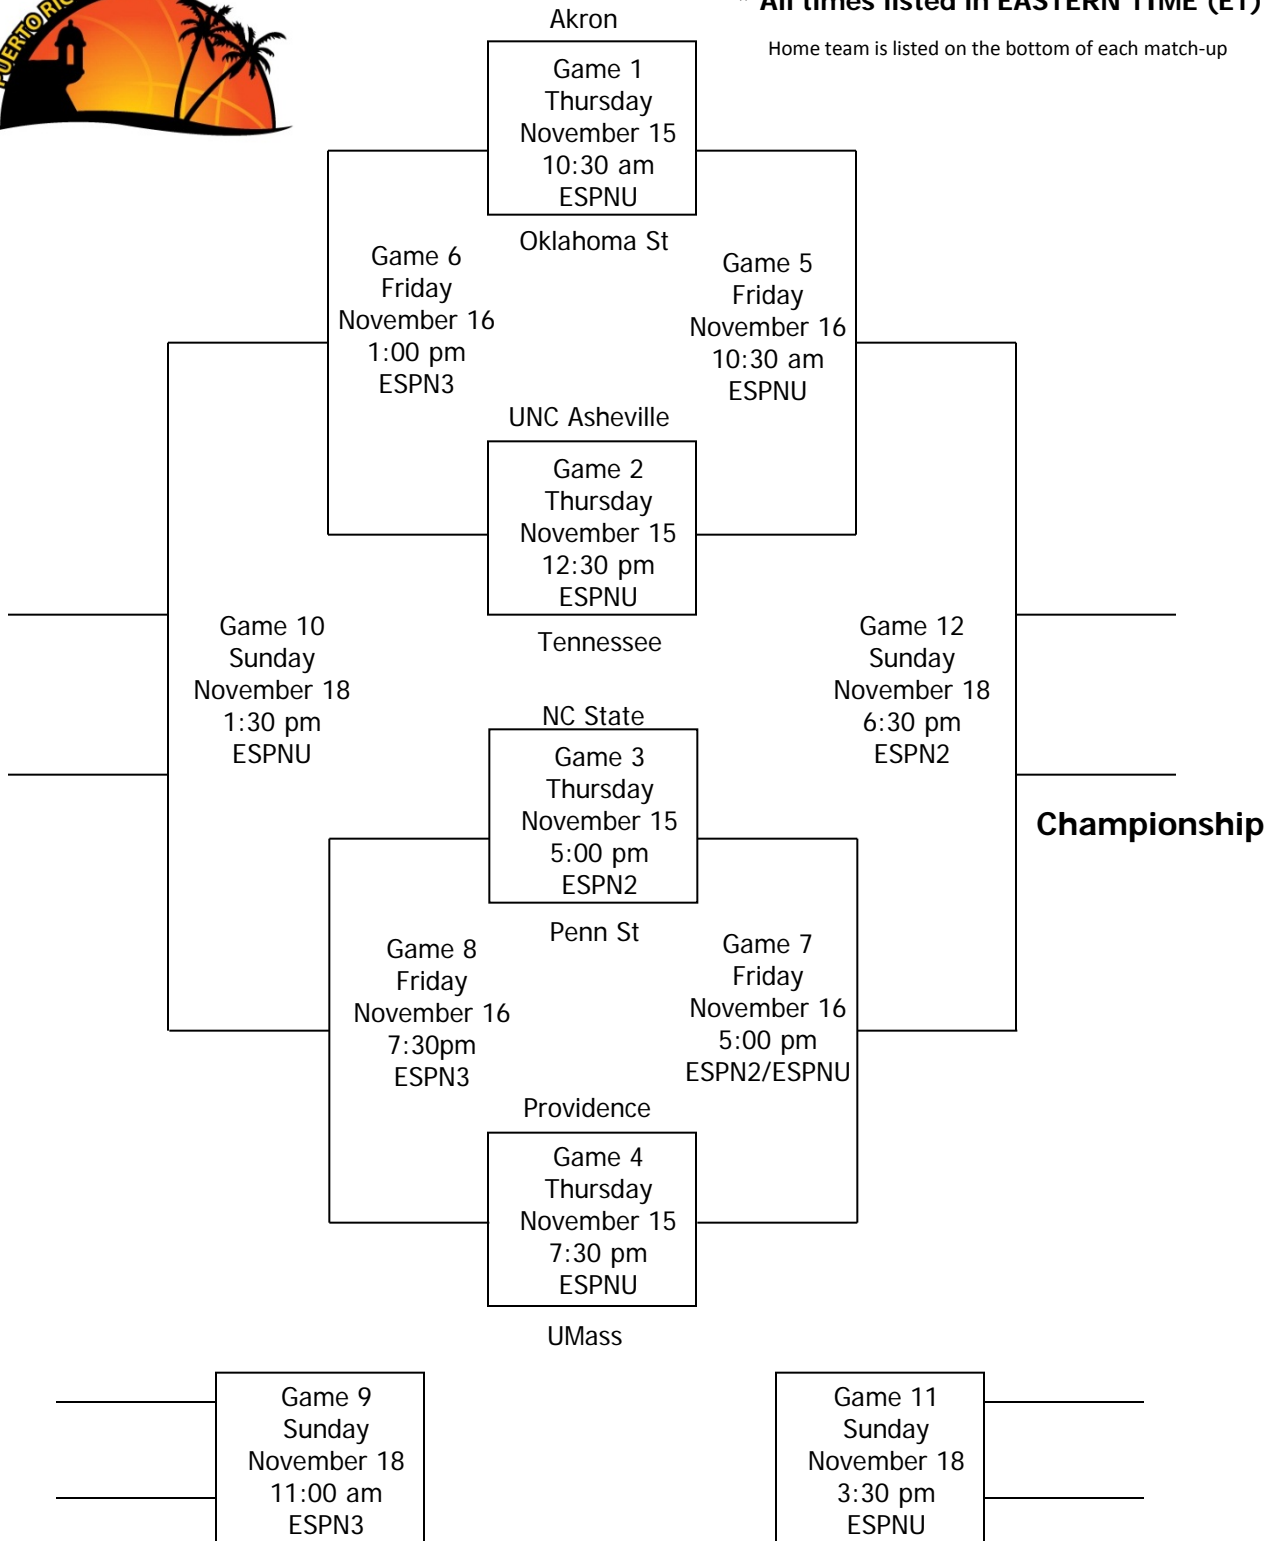 PUERTO RIC
* All times listed in EASTERN TIME (ET)
Home team is listed on the bottom of each match-up
Akron
Game 1
Thursday
November 15
10:30 am
ESPNU
Oklahoma St
Game 6
Friday
November 16
1:00 pm
ESPN3
Game 5
Friday
November 16
10:30 am
ESPNU
UNC Asheville
Game 2
Thursday
November 15
12:30 pm
ESPNU
Tennessee
Game 10
Sunday
November 18
1:30 pm
ESPNU
Game 12
Sunday
November 18
6:30 pm
ESPN2
Championship
NC State
Game 3
Thursday
November 15
5:00 pm
ESPN2
Penn St
Game 8
Friday
November 16
7:30pm
ESPN3
Game 7
Friday
November 16
5:00 pm
ESPN2/ESPNU
Providence
Game 4
Thursday
November 15
7:30 pm
ESPNU
UMass
Game 9
Sunday
November 18
11:00 am
ESPN3
Game 11
Sunday
November 18
3:30 pm
ESPNU